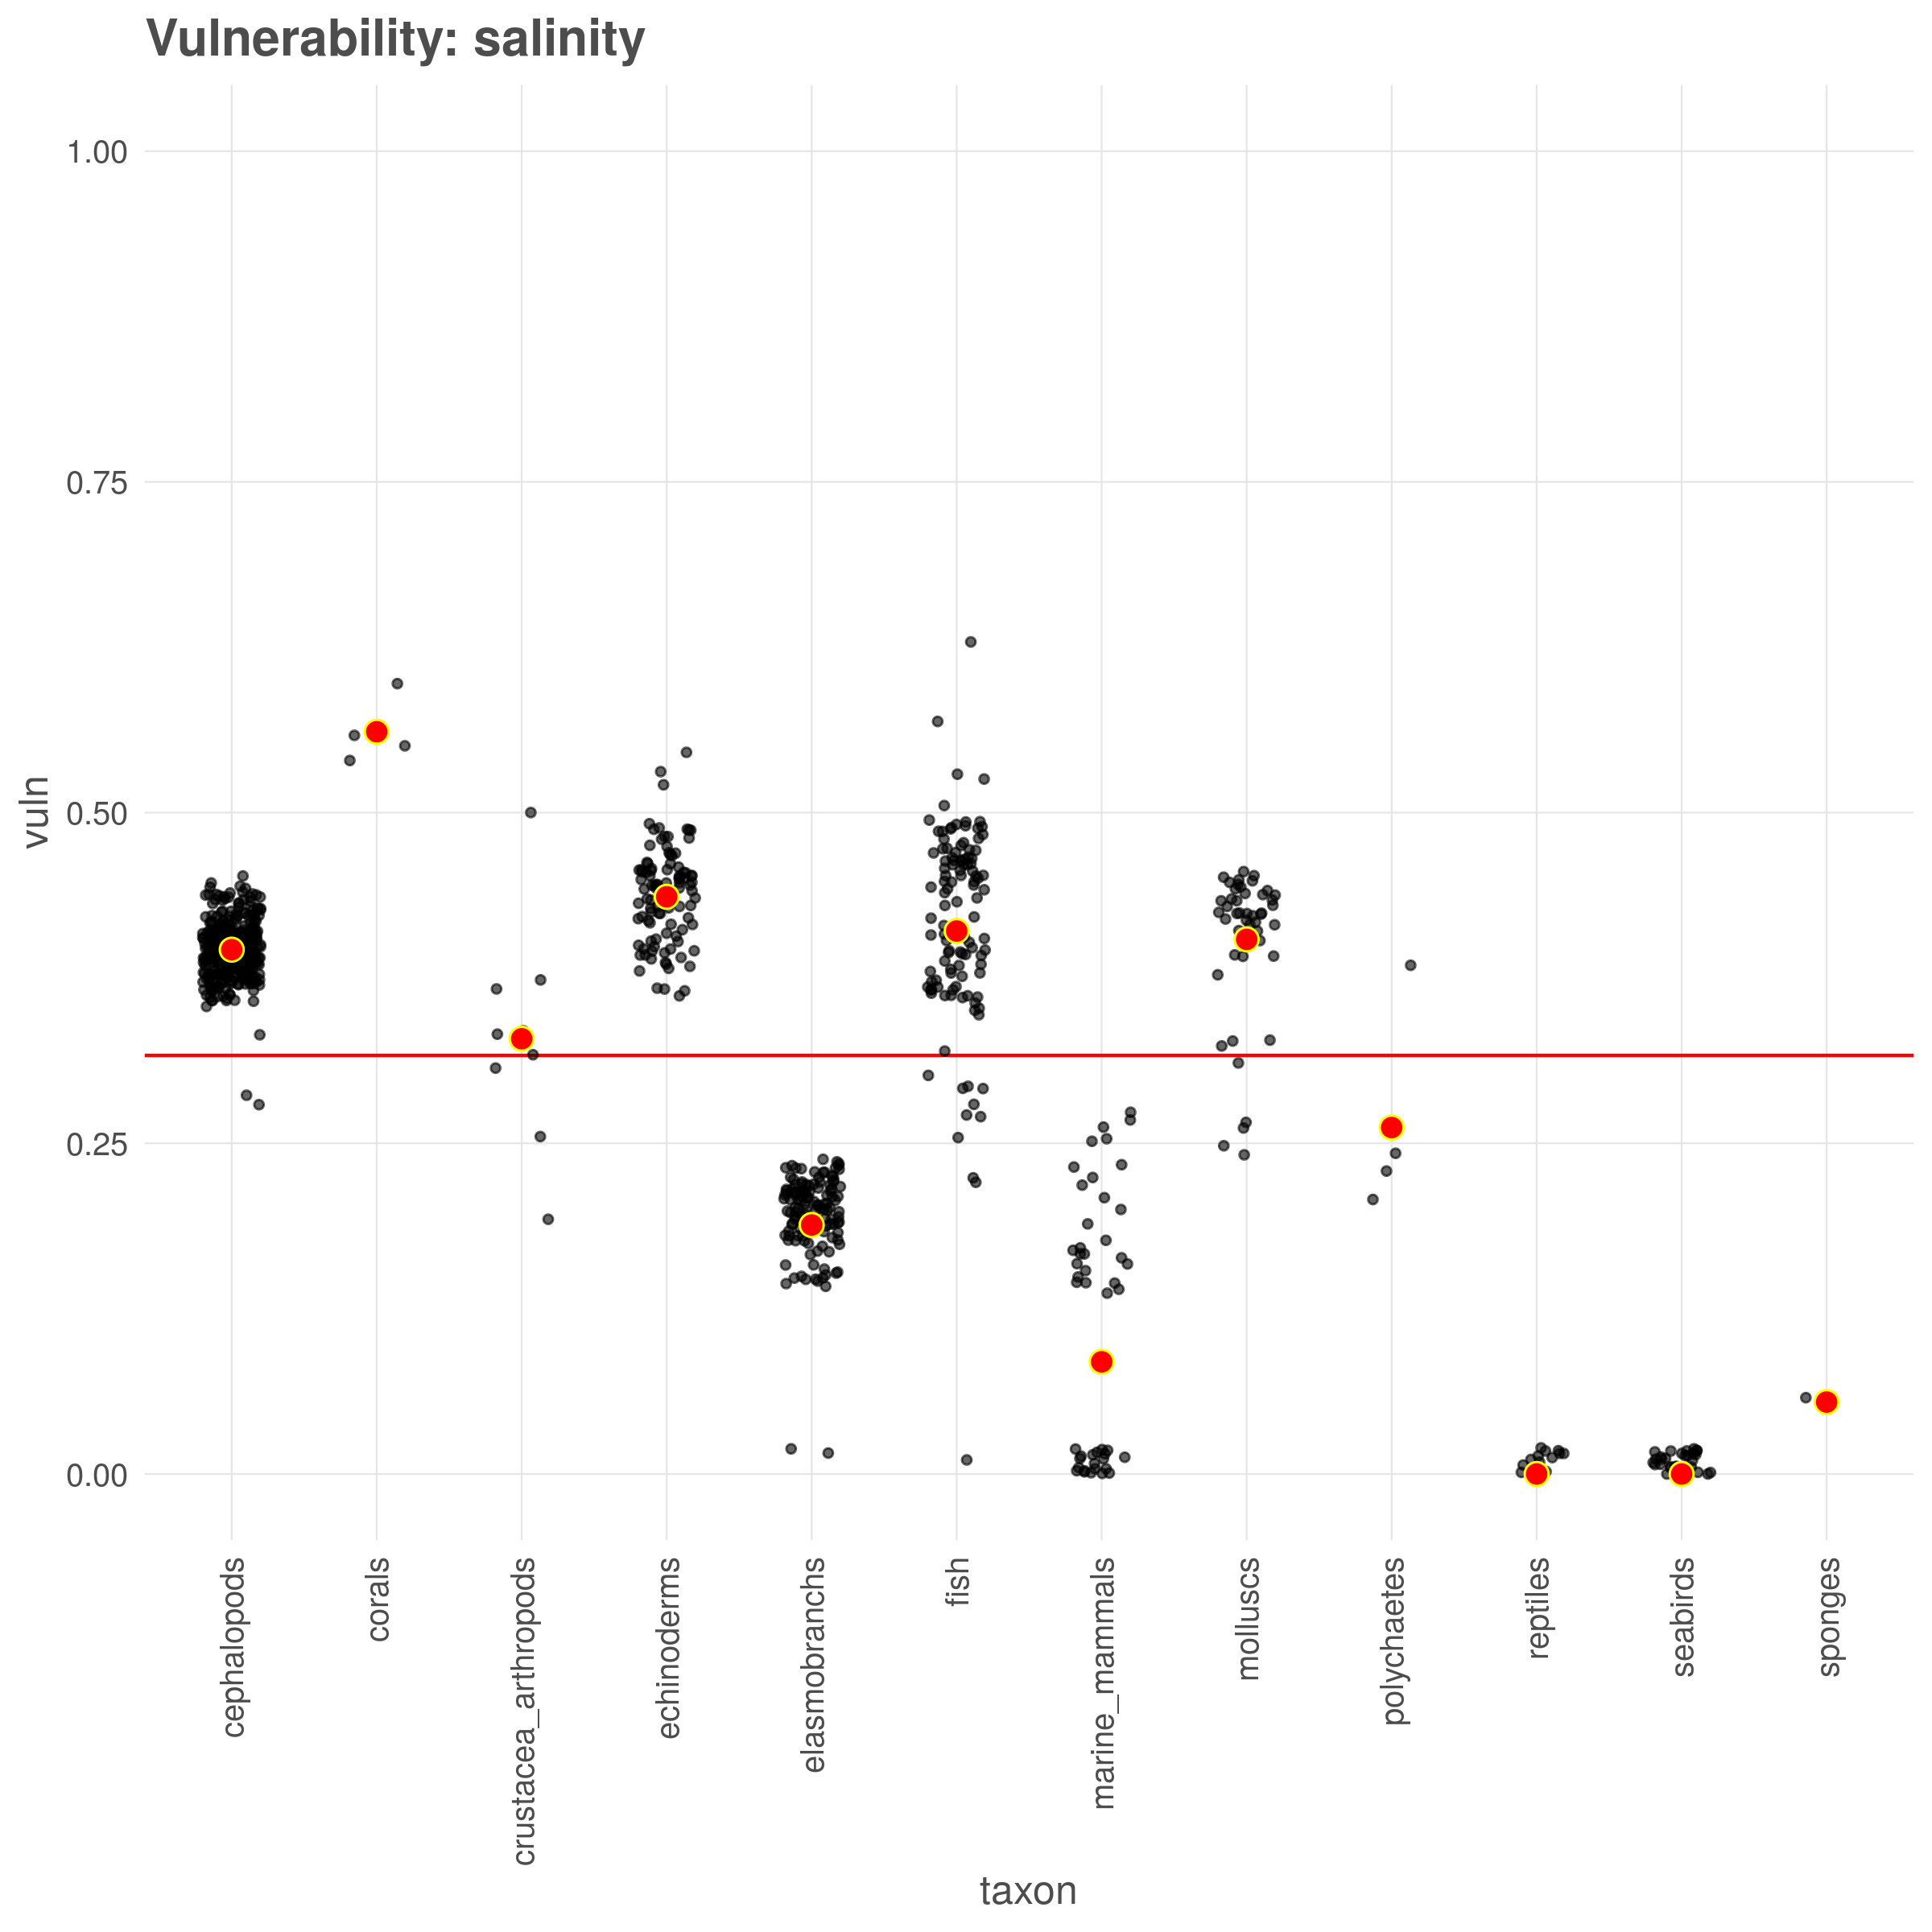 Vulnerability: salinity
1.00
0.75
0.50
0.25
0.00
vuln
cephalopods
corals
crustacea_arthropods
echinoderms
elasmobranchs
fish
marine_mammals
molluscs
polychaetes
reptiles
seabirds
sponges
taxon